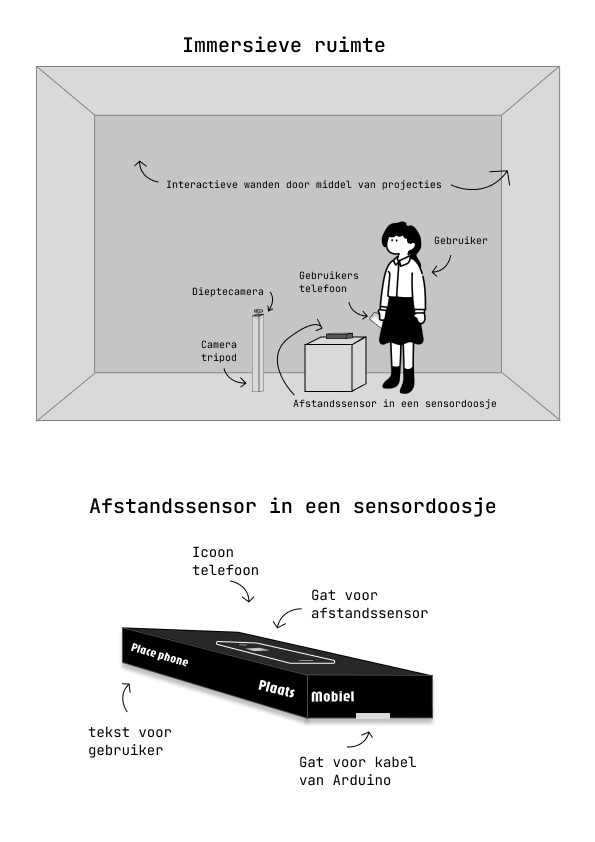 Immersieve ruimte
Interactieve wanden door middel van projecties
Gebruiker
Gebruikers
telefoon
Dieptecamera
Camera
tripod
Afstandssensor in een sensordoosje
Afstandssensor in een sensordoosje
Icoon
telefoon
Gat voor
afstandssensor
Place phone
Plaats Mobiel
tekst voor
gebruiker
Gat voor kabel
van Arduino